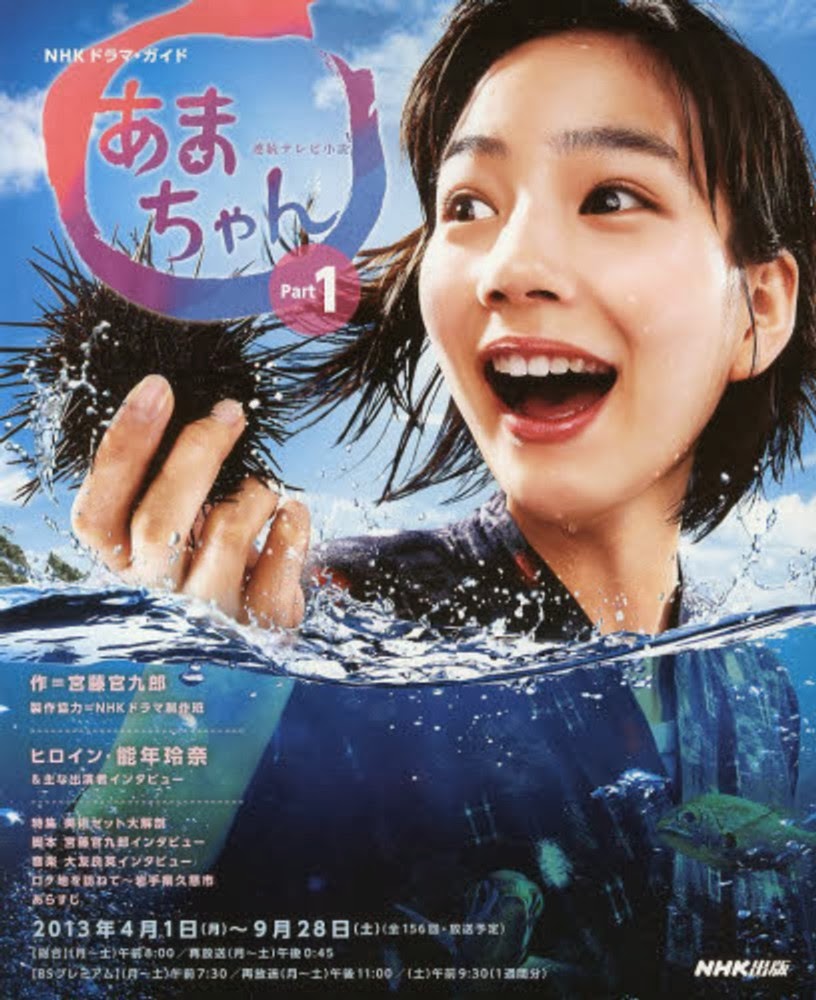 NHKドラマ・ガイド
連続テレビ小説
あま
ちゃん
Part 1
作=宮藤官九郎
製作協力=NHKドラマ制作班
ヒロイン・能年玲奈
&主な出演者インタビュー
特集 美術セット大解説
脚本 宮藤官九郎インタビュー
音楽 大友良英インタビュー
ロケ地を訪ねて〜岩手県久慈市
あらすじ
2013年4月1日(月)〜9月28日(土)(全156回・放送予定)
【総合】(月〜土)午前8:00/再放送(月〜土)午後0:45
【BSプレミアム】(月〜土)午前7:30/再放送(月〜土)午後11:00/(土)午前9:30(1週間分)
NHK出版